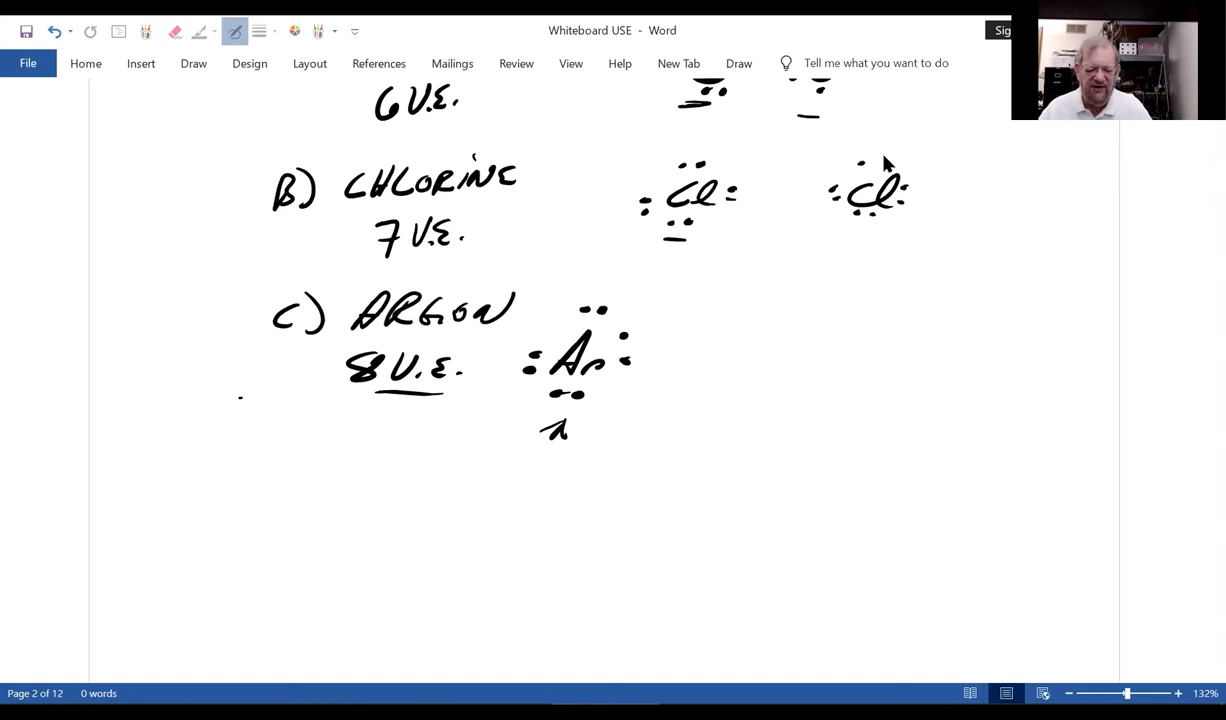 Whiteboard USE - Word
Sig
File Home Insert Draw Design Layout References Mailings Review View Help New Tab Draw Tell me what you want to do
6 V.E.
B) CHLORINE :Cl: :Cl:
7 V.E.
C) ARGON
8 V.E. :Ar:
Page 2 of 12 0 words 132%